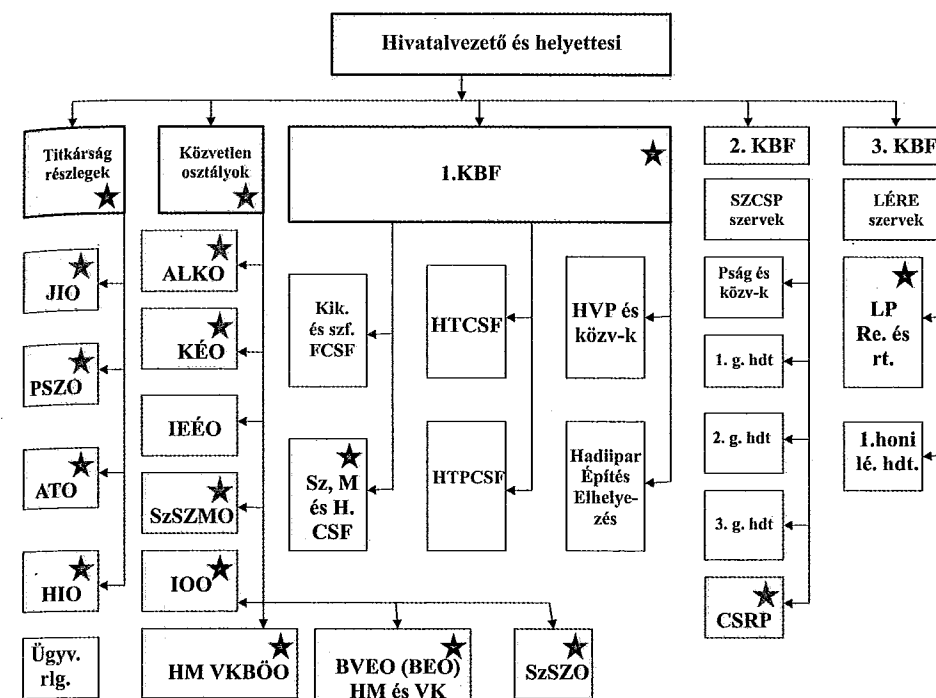 Hivatalvezető és helyettesi
Titkárság
részlegek
Közvetlen
osztályok
1.KBF
2. KBF
3. KBF
SZCSP
szervek
LÉRE
szervek
JIO
PSZO
ATO
HIO
Ügyv.
rlg.
ALKO
KÉO
IEÉO
SzSZMO
IOO
HM VKBÖO
BVEO (BEO)
HM és VK
SzSZO
Kik.
és szf.
FCSF
Sz, M
és H.
CSF
HTCSF
HTPCSF
HVP és
közv-k
Hadiipar
Építés
Elhelye-
zés
Pság és
közv-k
1. g. hdt
2. g. hdt
3. g. hdt
CSRP
LP
Re. és
rt.
1.honi
lé. hdt.